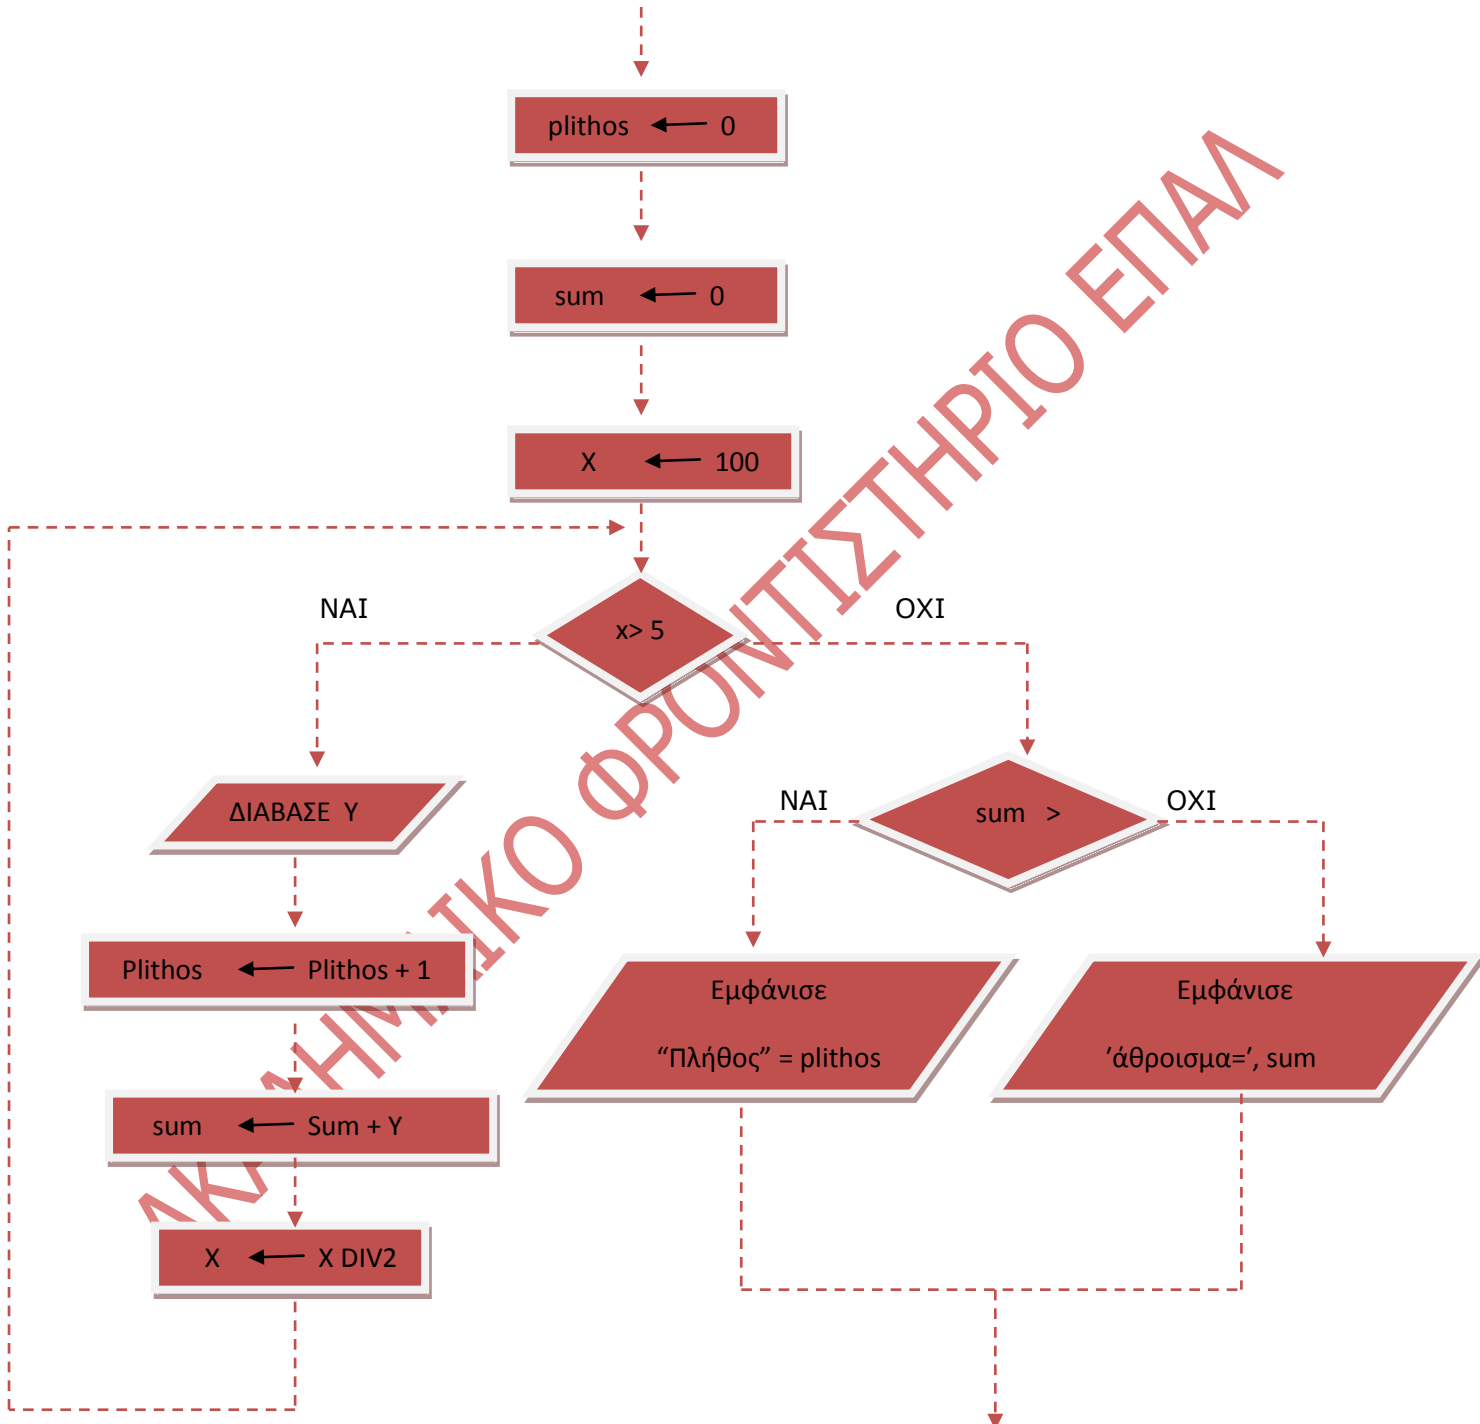 plithos ← 0
sum ← 0
X ← 100
x> 5
ΝΑΙ
ΟΧΙ
ΔΙΑΒΑΣΕ Υ
Plithos ← Plithos + 1
sum ← Sum + Y
X ← X DIV2
sum >
ΝΑΙ
ΟΧΙ
Εμφάνισε
“Πλήθος” = plithos
Εμφάνισε
’άθροισμα=’, sum
ΑΚΑΔΗΜΑΙΚΟ ΦΡΟΝΤΙΣΤΗΡΙΟ ΕΠΑΛ